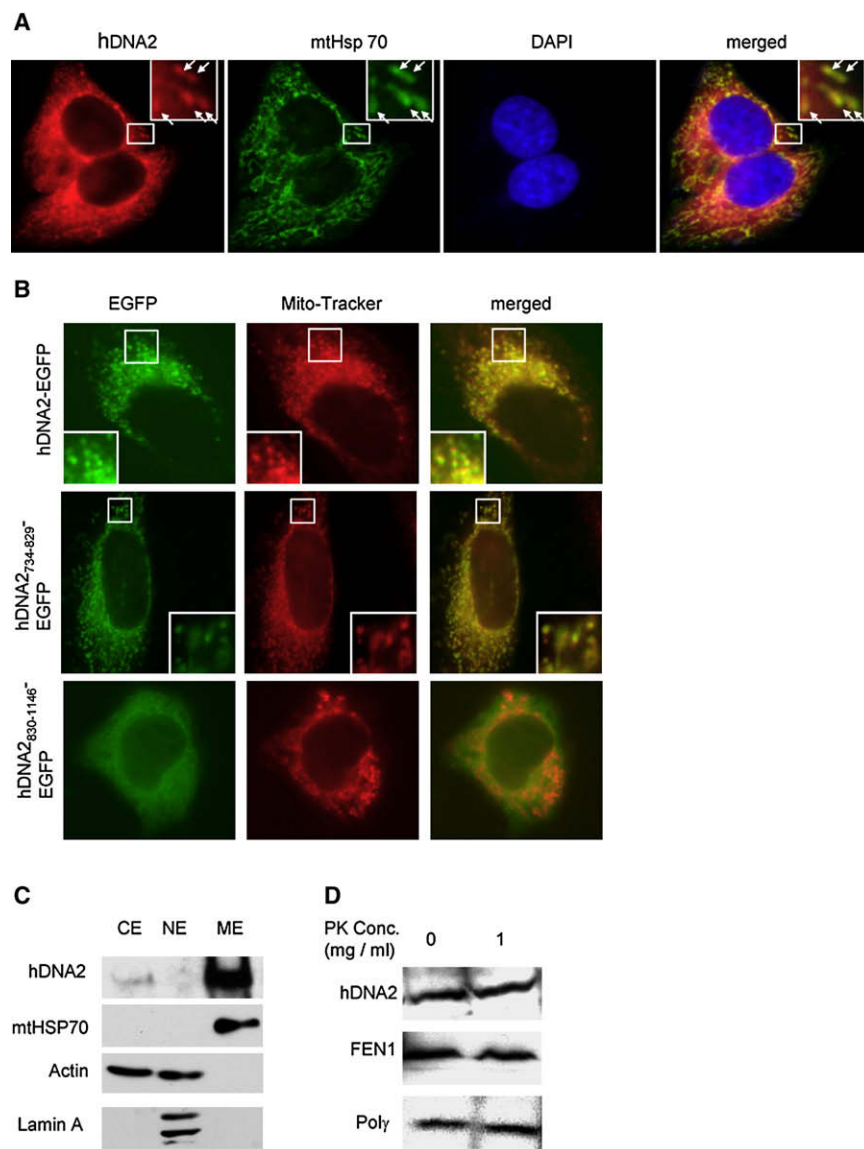 A
hDNA2 mtHsp 70 DAPI merged
B
EGFP Mito-Tracker merged
hDNA2-EGFP
hDNA2734-829-
EGFP
hDNA2830-1146-
EGFP
C
CE NE ME
hDNA2
mtHSP70
Actin
Lamin A
D
PK Conc.
(mg / ml)
0 1
hDNA2
FEN1
Polγ